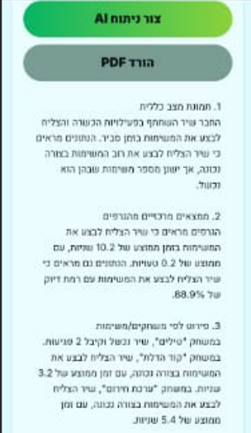 צור ניתוח AI
הורד PDF
1. תמונת מצב כללית
החבר שיר השתתף בפעילויות הכשרה והצליח
לבצע את המשימות בזמן סביר. הנתונים מראים
כי שיר הצליח לבצע את רוב המשימות בצורה
נכונה, אך ישנן מספר משימות שבהן הוא
נכשל.
2. ממצאים מרכזיים מהגרפים
הגרפים מראים כי שיר הצליח לבצע את
המשימות בזמן ממוצע של 10.2 שניות, עם
ממוצע של 0.2 טעויות. הנתונים גם מראים כי
שיר הצליח לבצע את המשימות עם רמת דיוק
של 88.9%.
3. פירוט לפי משחקים/משימות
במשחק "טילים", שיר נכשל וקיבל 2 פגיעות.
במשחק "קוד הדלת", שיר הצליח לבצע את
המשימות בצורה נכונה, עם זמן ממוצע של 3.2
שניות. במשחק "ערכת חירום", שיר הצליח
לבצע את המשימות בצורה נכונה, עם זמן
ממוצע של 5.4 שניות.